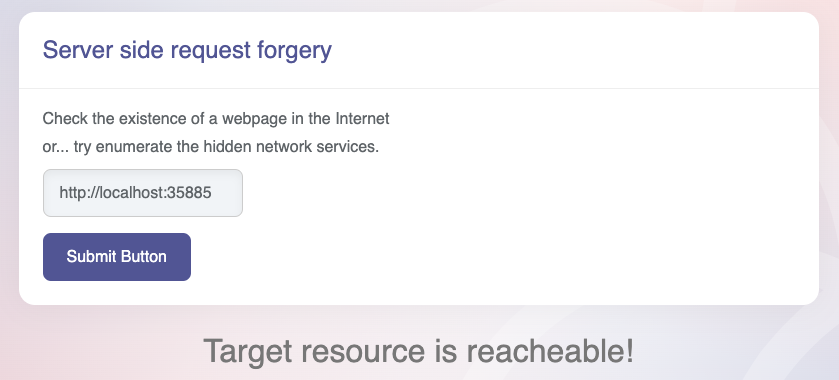 Server side request forgery
Check the existence of a webpage in the Internet
or... try enumerate the hidden network services.
http://localhost:35885
Submit Button
Target resource is reacheable!